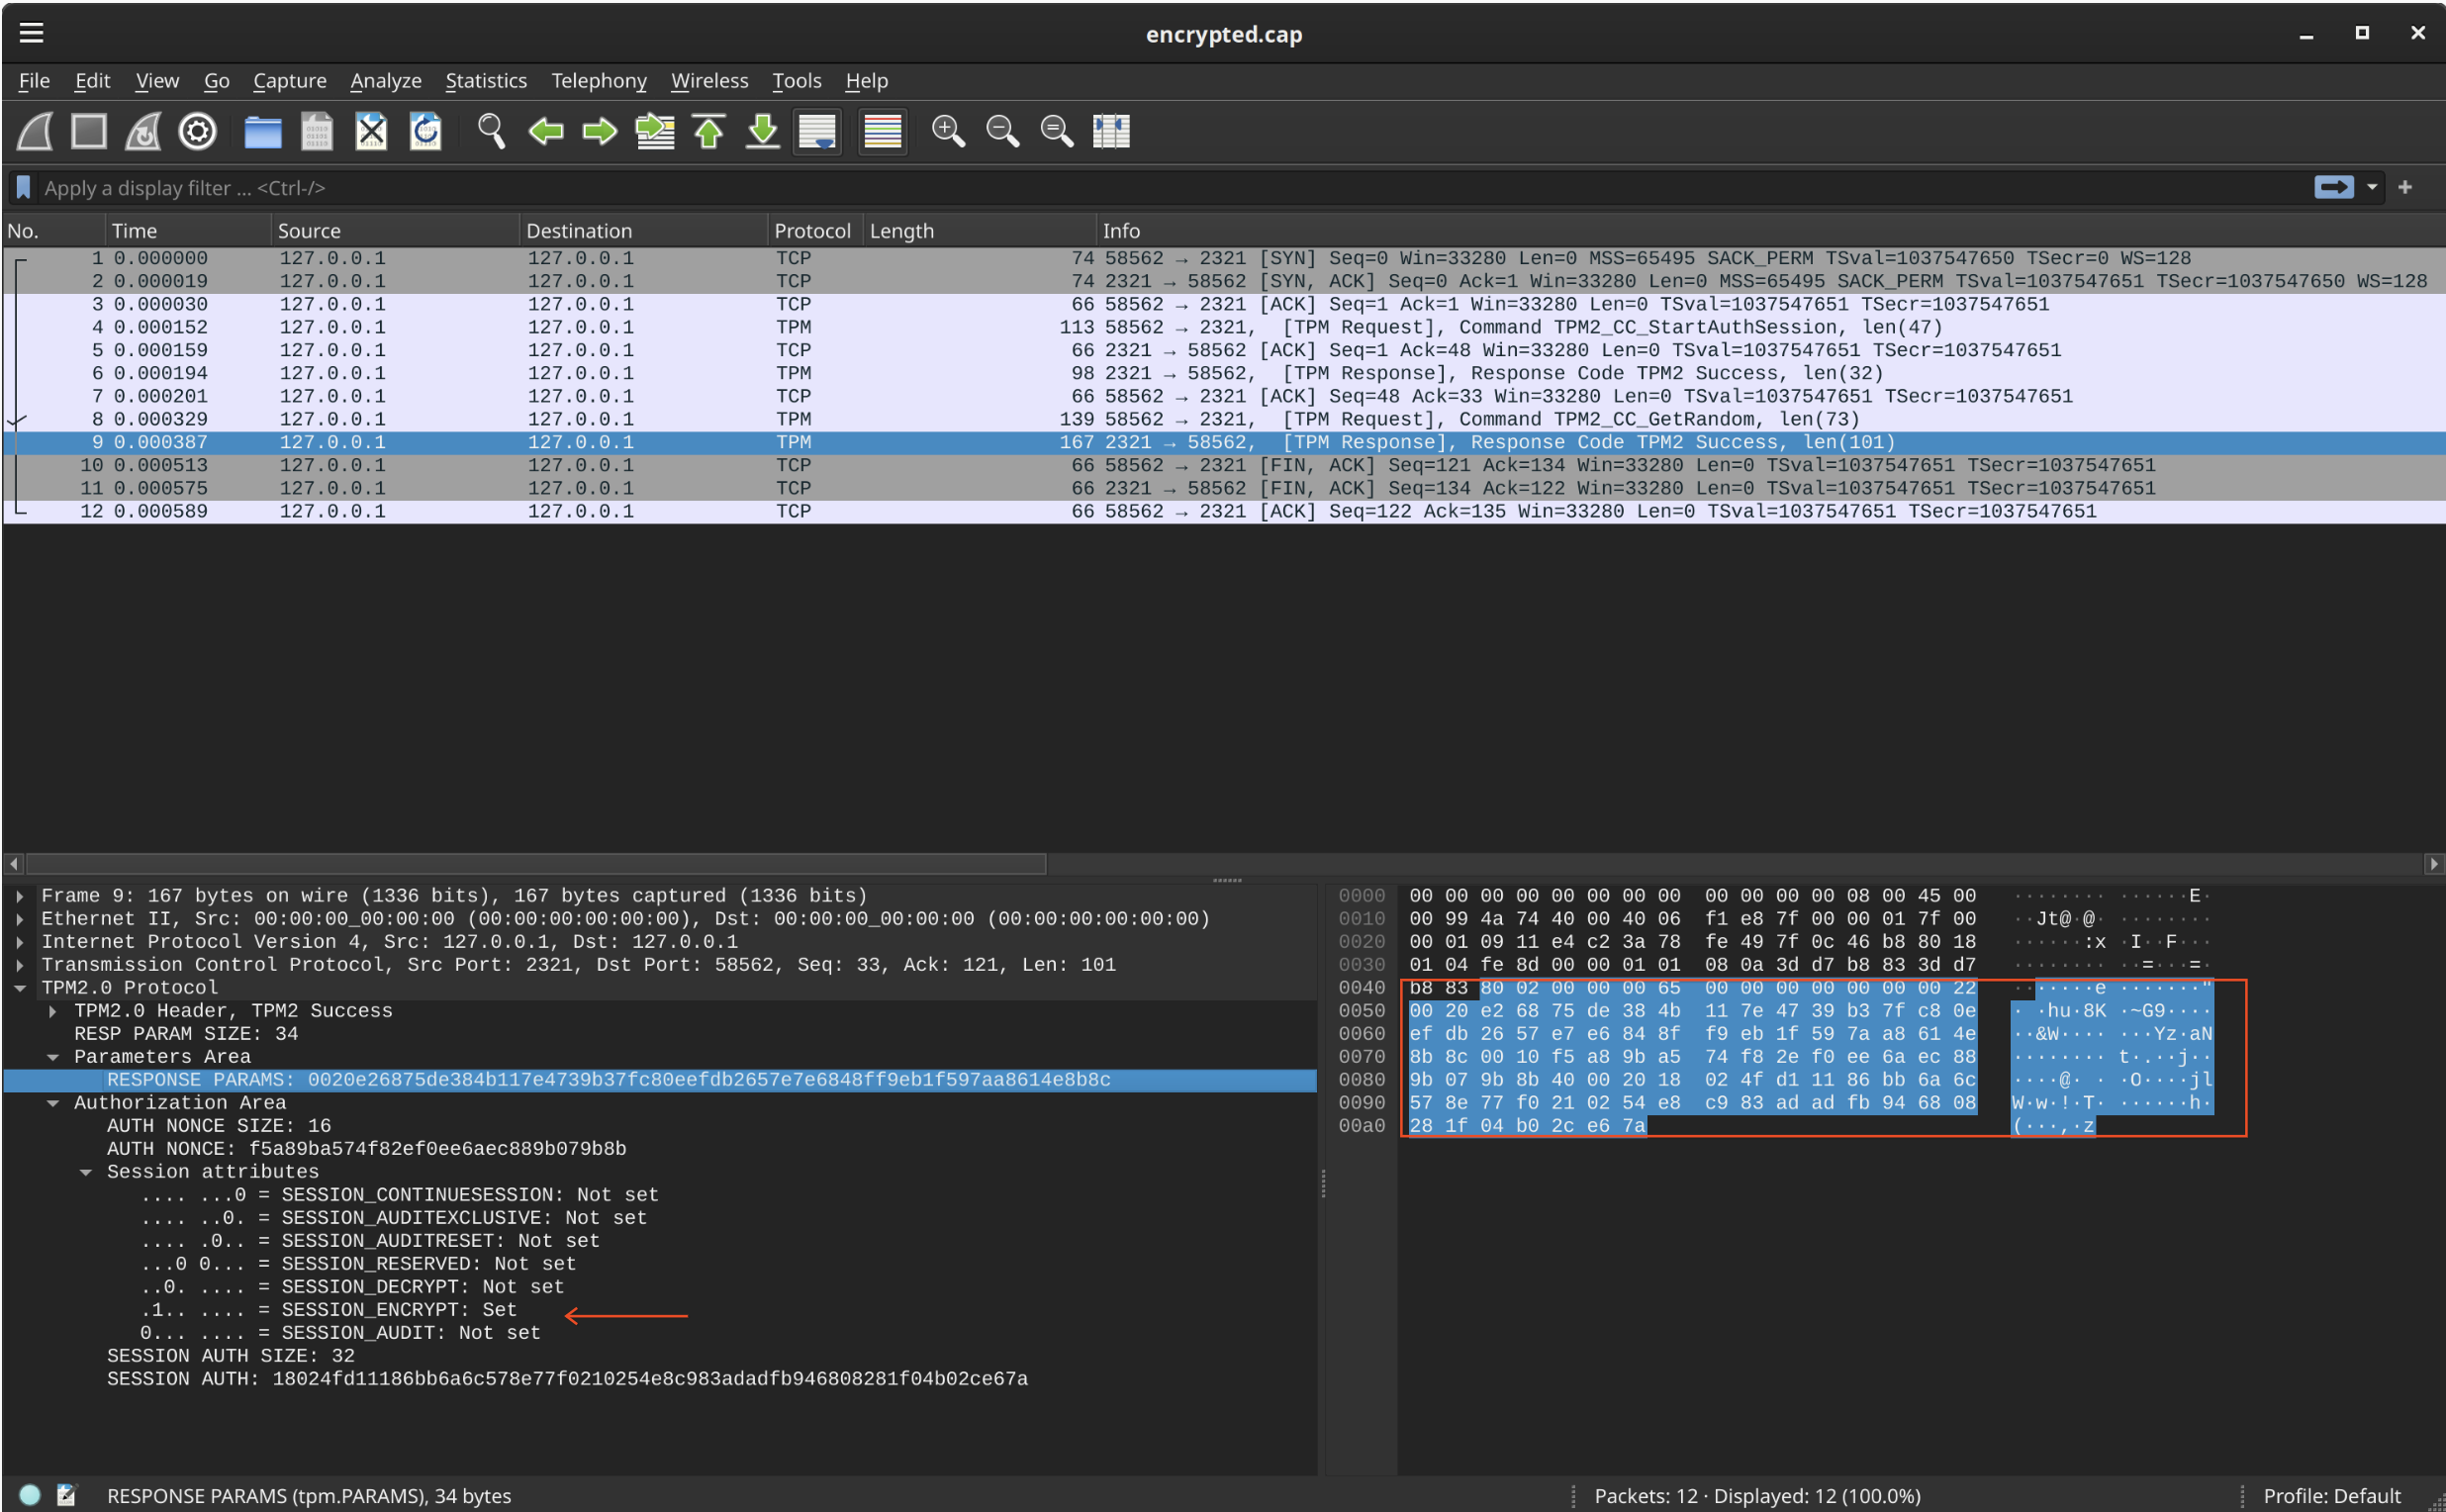 encrypted.cap
File Edit View Go Capture Analyze Statistics Telephony Wireless Tools Help
Apply a display filter ... <Ctrl-/>
No. Time Source Destination Protocol Length Info
1 0.000000 127.0.0.1 127.0.0.1 TCP 74 58562 → 2321 [SYN] Seq=0 Win=33280 Len=0 MSS=65495 SACK_PERM TSval=1037547650 TSecr=0 WS=128
2 0.000019 127.0.0.1 127.0.0.1 TCP 74 2321 → 58562 [SYN, ACK] Seq=0 Ack=1 Win=33280 Len=0 MSS=65495 SACK_PERM TSval=1037547651 TSecr=1037547650 WS=128
3 0.000030 127.0.0.1 127.0.0.1 TCP 66 58562 → 2321 [ACK] Seq=1 Ack=1 Win=33280 Len=0 TSval=1037547651 TSecr=1037547651
4 0.000152 127.0.0.1 127.0.0.1 TPM 113 58562 → 2321, [TPM Request], Command TPM2_CC_StartAuthSession, len(47)
5 0.000159 127.0.0.1 127.0.0.1 TCP 66 2321 → 58562 [ACK] Seq=1 Ack=48 Win=33280 Len=0 TSval=1037547651 TSecr=1037547651
6 0.000194 127.0.0.1 127.0.0.1 TPM 98 2321 → 58562, [TPM Response], Response Code TPM2 Success, len(32)
7 0.000201 127.0.0.1 127.0.0.1 TCP 66 58562 → 2321 [ACK] Seq=48 Ack=33 Win=33280 Len=0 TSval=1037547651 TSecr=1037547651
8 0.000329 127.0.0.1 127.0.0.1 TPM 139 58562 → 2321, [TPM Request], Command TPM2_CC_GetRandom, len(73)
9 0.000387 127.0.0.1 127.0.0.1 TPM 167 2321 → 58562, [TPM Response], Response Code TPM2 Success, len(101)
10 0.000513 127.0.0.1 127.0.0.1 TCP 66 58562 → 2321 [FIN, ACK] Seq=121 Ack=134 Win=33280 Len=0 TSval=1037547651 TSecr=1037547651
11 0.000575 127.0.0.1 127.0.0.1 TCP 66 2321 → 58562 [FIN, ACK] Seq=134 Ack=122 Win=33280 Len=0 TSval=1037547651 TSecr=1037547651
12 0.000589 127.0.0.1 127.0.0.1 TCP 66 58562 → 2321 [ACK] Seq=122 Ack=135 Win=33280 Len=0 TSval=1037547651 TSecr=1037547651
Frame 9: 167 bytes on wire (1336 bits), 167 bytes captured (1336 bits)
Ethernet II, Src: 00:00:00_00:00:00 (00:00:00:00:00:00), Dst: 00:00:00_00:00:00 (00:00:00:00:00:00)
Internet Protocol Version 4, Src: 127.0.0.1, Dst: 127.0.0.1
Transmission Control Protocol, Src Port: 2321, Dst Port: 58562, Seq: 33, Ack: 121, Len: 101
TPM2.0 Protocol
TPM2.0 Header, TPM2 Success
RESP PARAM SIZE: 34
Parameters Area
RESPONSE PARAMS: 0020e26875de384b117e4739b37fc80eefdb2657e7e6848ff9eb1f597aa8614e8b8c
Authorization Area
AUTH NONCE SIZE: 16
AUTH NONCE: f5a89ba574f82ef0ee6aec889b079b8b
Session attributes
.... ...0 = SESSION_CONTINUESESSION: Not set
.... ..0. = SESSION_AUDITEXCLUSIVE: Not set
.... .0.. = SESSION_AUDITRESET: Not set
...0 0... = SESSION_RESERVED: Not set
..0. .... = SESSION_DECRYPT: Not set
.1.. .... = SESSION_ENCRYPT: Set
0... .... = SESSION_AUDIT: Not set
SESSION AUTH SIZE: 32
SESSION AUTH: 18024fd11186bb6a6c578e77f0210254e8c983adadfb946808281f04b02ce67a
0000 00 00 00 00 00 00 00 00 00 00 00 00 08 00 45 00 ········ ······E·
0010 00 99 4a 74 40 00 40 06 f1 e8 7f 00 00 01 7f 00 ··Jt@·@· ········
0020 00 01 09 11 e4 c2 3a 78 fe 49 7f 0c 46 b8 80 18 ······:x ·I··F···
0030 01 04 fe 8d 00 00 01 01 08 0a 3d d7 b8 83 3d d7 ········ ··=···=·
0040 b8 83 80 02 00 00 00 65 00 00 00 00 00 00 00 22 ·······e ·······"
0050 00 20 e2 68 75 de 38 4b 11 7e 47 39 b3 7f c8 0e · ·hu·8K ·~G9····
0060 ef db 26 57 e7 e6 84 8f f9 eb 1f 59 7a a8 61 4e ··&W···· ···Yz·aN
0070 8b 8c 00 10 f5 a8 9b a5 74 f8 2e f0 ee 6a ec 88 ········ t·.··j··
0080 9b 07 9b 8b 40 00 20 18 02 4f d1 11 86 bb 6a 6c ····@· · ·O····jl
0090 57 8e 77 f0 21 02 54 e8 c9 83 ad ad fb 94 68 08 W·w·!·T· ······h·
00a0 28 1f 04 b0 2c e6 7a (···,·z
RESPONSE PARAMS (tpm.PARAMS), 34 bytes
Packets: 12 · Displayed: 12 (100.0%)
Profile: Default